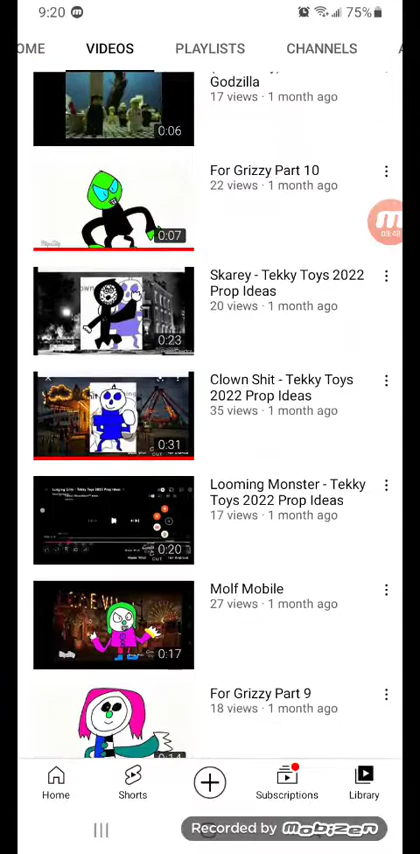 9:20
75%
OME
VIDEOS
PLAYLISTS
CHANNELS
Godzilla
17 views · 1 month ago
0:06
For Grizzy Part 10
22 views · 1 month ago
0:07
03:49
Skarey - Tekky Toys 2022
Prop Ideas
20 views · 1 month ago
0:23
Clown Shit - Tekky Toys
2022 Prop Ideas
35 views · 1 month ago
0:31
Looming Monster - Tekky
Toys 2022 Prop Ideas
17 views · 1 month ago
0:20
Molf Mobile
27 views · 1 month ago
0:17
For Grizzy Part 9
18 views · 1 month ago
Home
Shorts
Subscriptions
Library
Recorded by mobizen